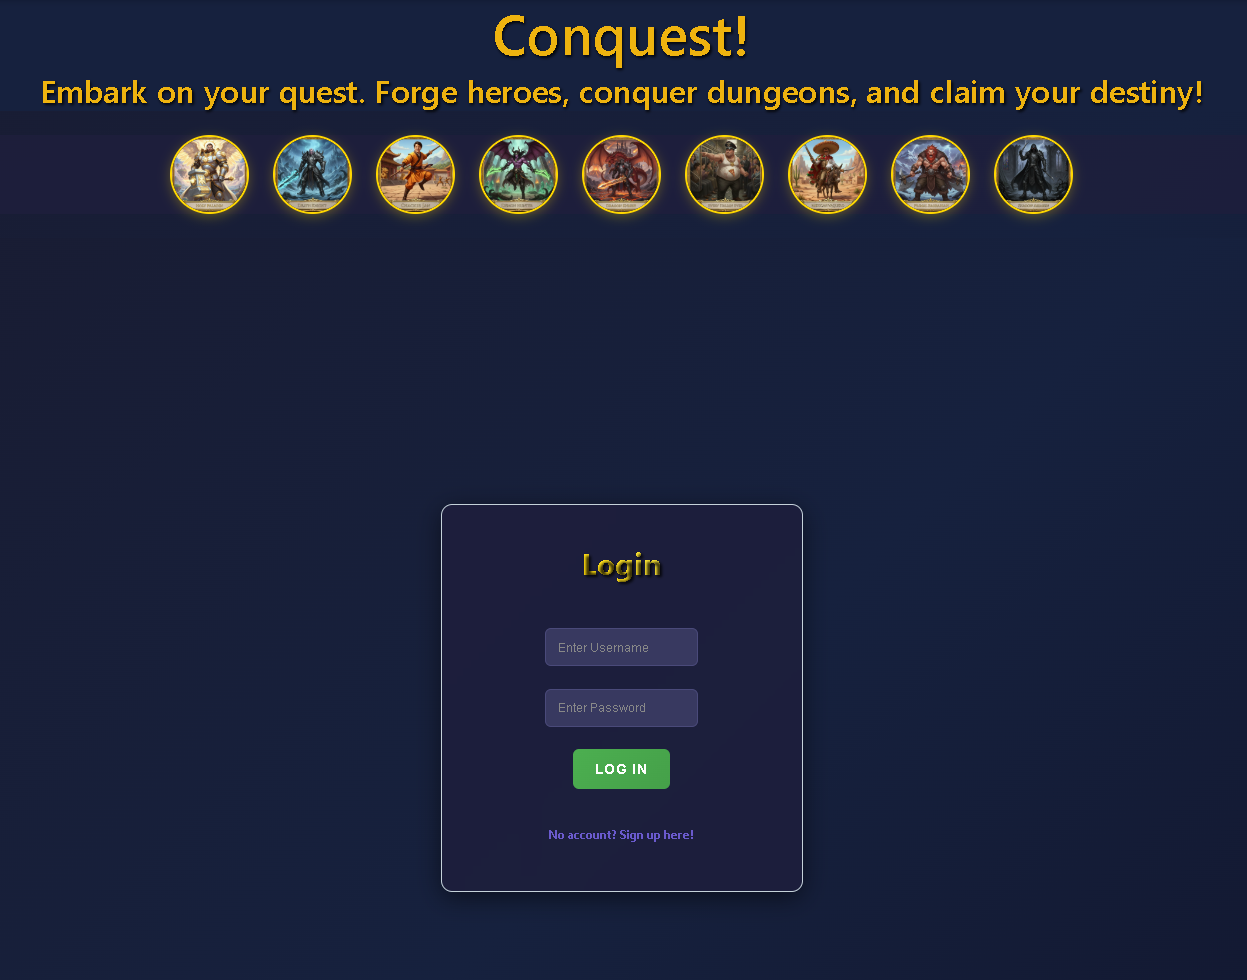 Conquest!
Embark on your quest. Forge heroes, conquer dungeons, and claim your destiny!
Login
Enter Username
Enter Password
LOG IN
No account? Sign up here!